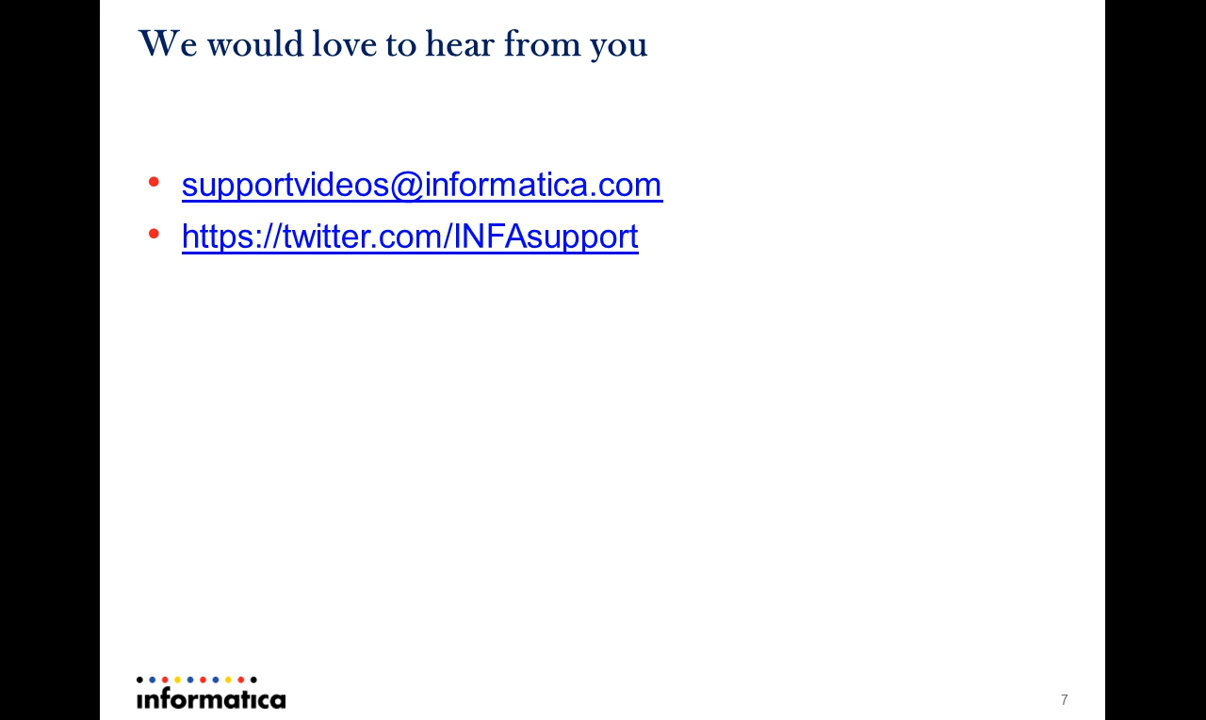 We would love to hear from you
• supportvideos@informatica.com
• https://twitter.com/INFAsupport
informatica
7